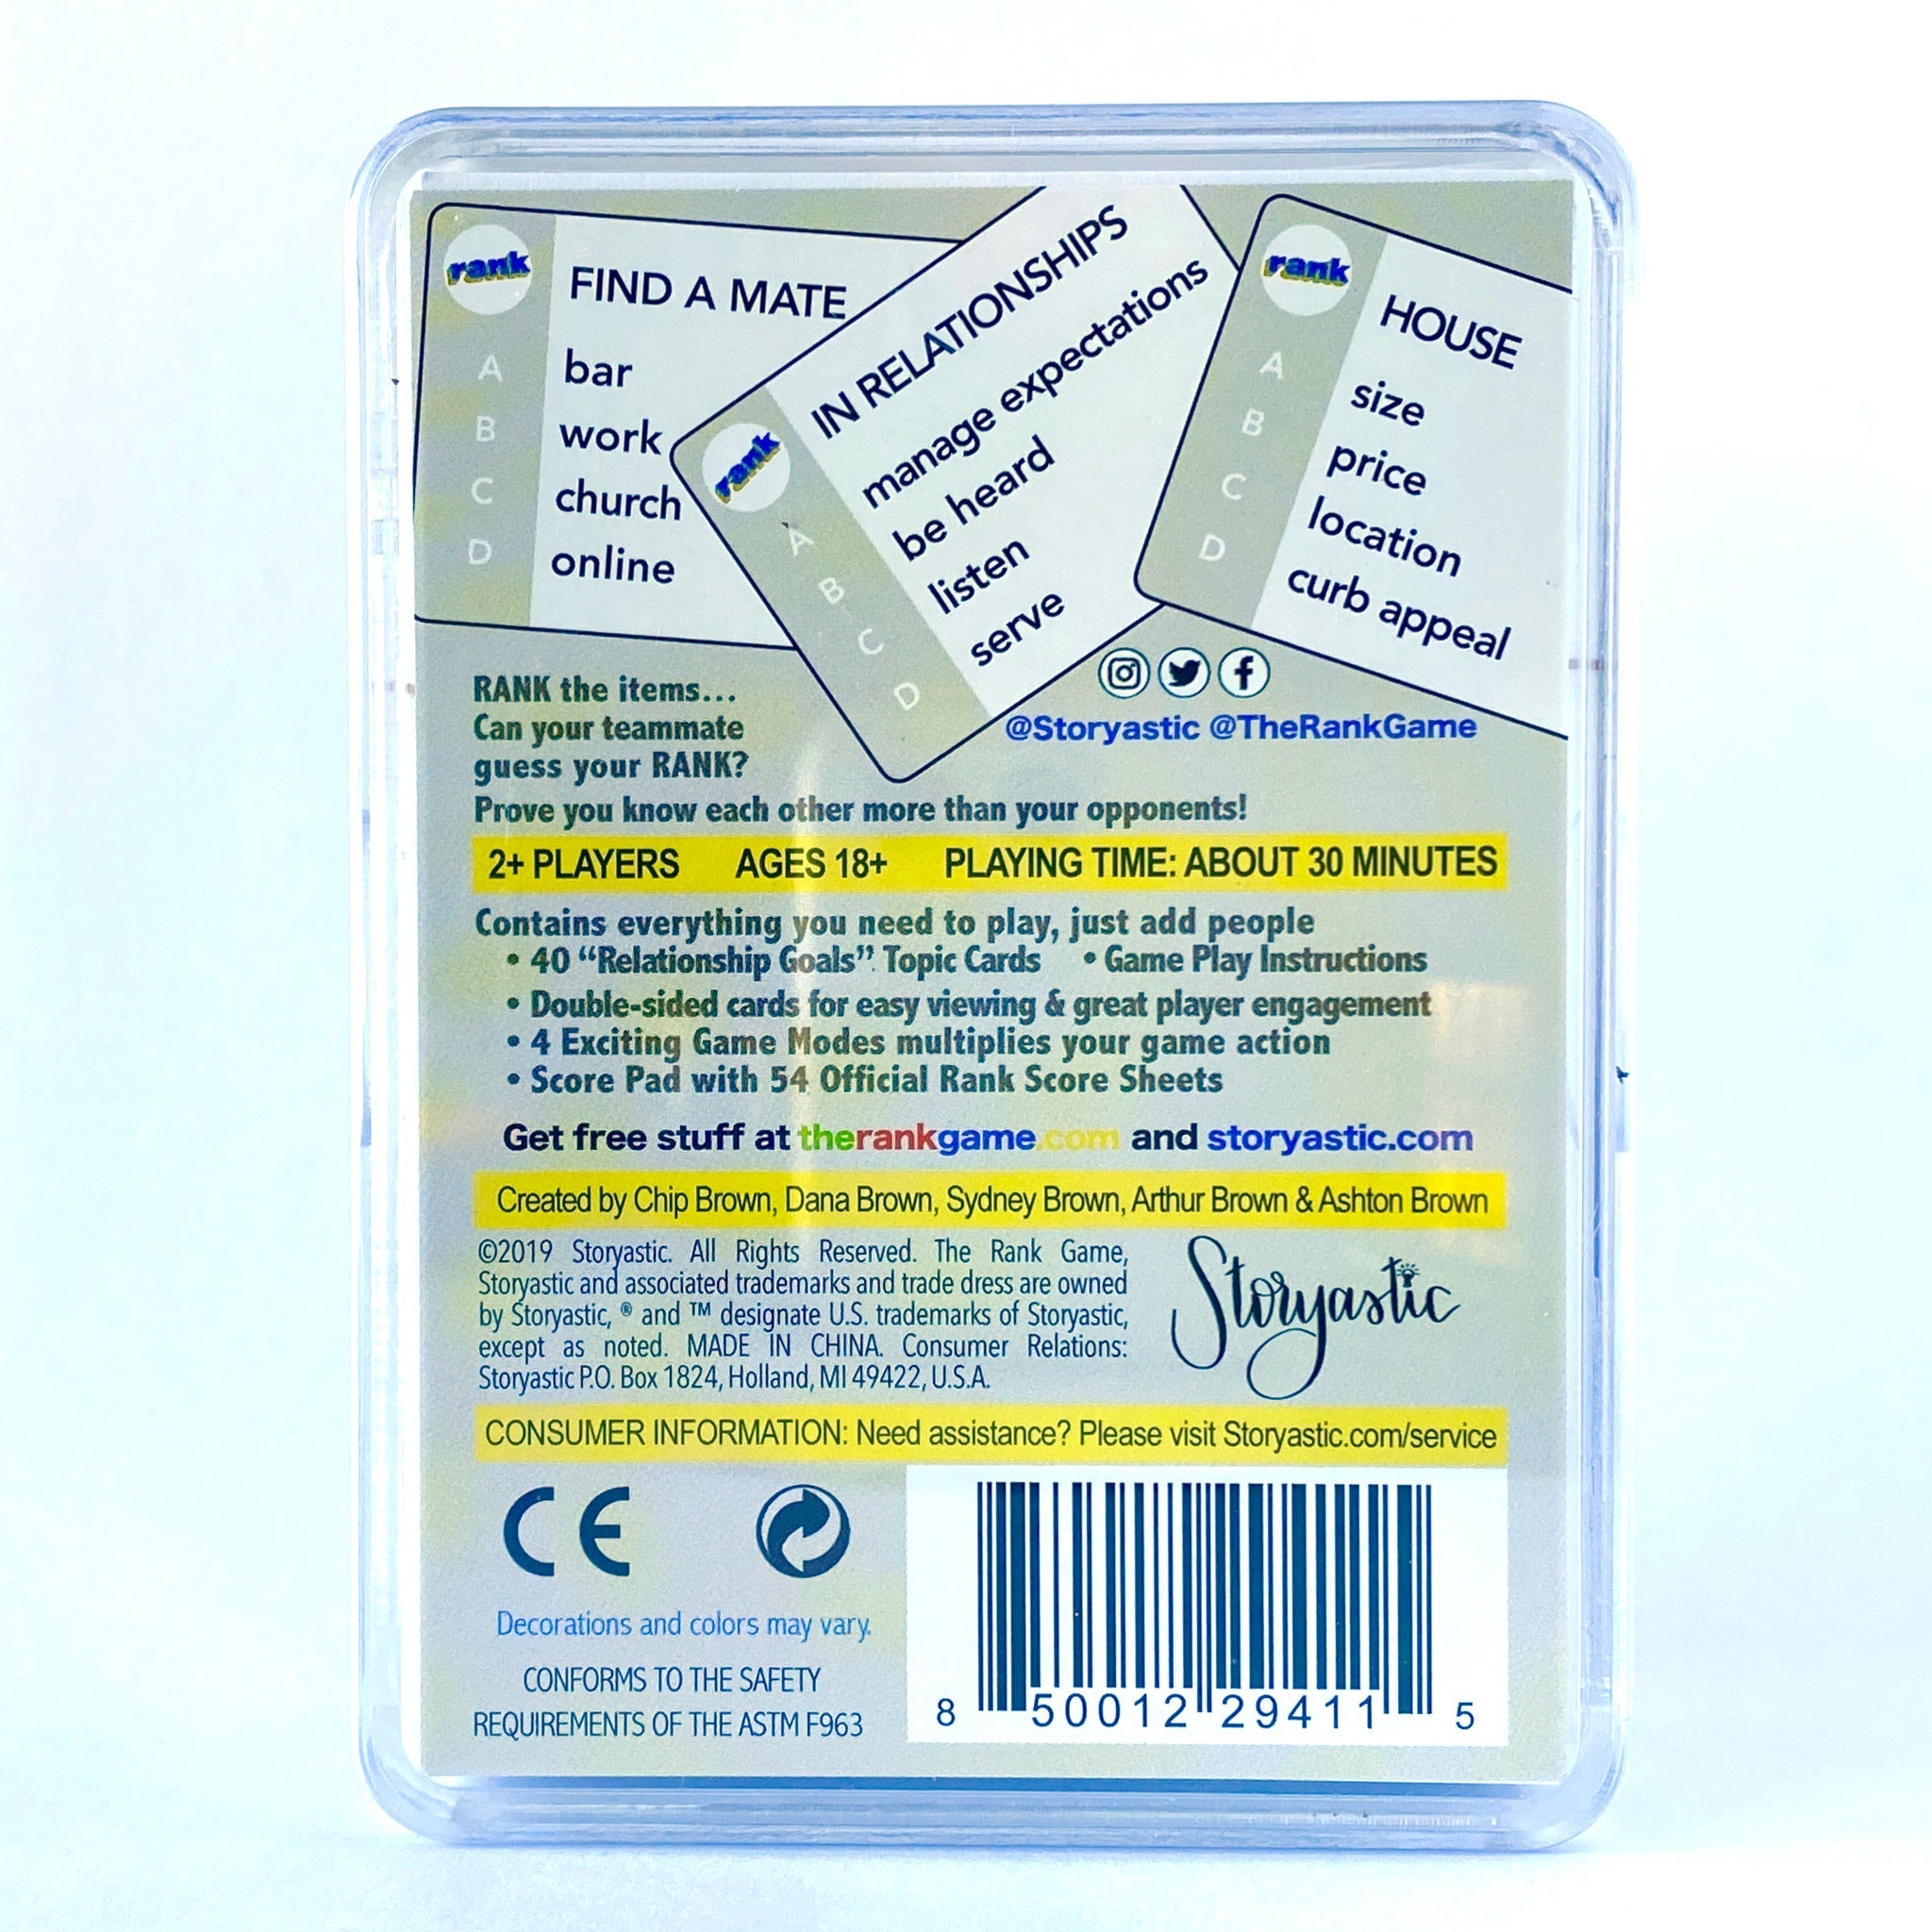 rank
FIND A MATE
A bar
B work
C church
D online
rank
IN RELATIONSHIPS
A manage expectations
B be heard
C listen
D serve
rank
HOUSE
A size
B price
C location
D curb appeal
RANK the items...
Can your teammate
guess your RANK?
@Storyastic @TheRankGame
Prove you know each other more than your opponents!
2+ PLAYERS AGES 18+ PLAYING TIME: ABOUT 30 MINUTES
Contains everything you need to play, just add people
• 40 “Relationship Goals” Topic Cards • Game Play Instructions
• Double-sided cards for easy viewing & great player engagement
• 4 Exciting Game Modes multiplies your game action
• Score Pad with 54 Official Rank Score Sheets
Get free stuff at therankgame.com and storyastic.com
Created by Chip Brown, Dana Brown, Sydney Brown, Arthur Brown & Ashton Brown
©2019 Storyastic. All Rights Reserved. The Rank Game,
Storyastic and associated trademarks and trade dress are owned
by Storyastic, ® and ™ designate U.S. trademarks of Storyastic,
except as noted. MADE IN CHINA. Consumer Relations:
Storyastic P.O. Box 1824, Holland, MI 49422, U.S.A.
Storyastic
CONSUMER INFORMATION: Need assistance? Please visit Storyastic.com/service
CE
Decorations and colors may vary.
CONFORMS TO THE SAFETY
REQUIREMENTS OF THE ASTM F963
8 50012 29411 5